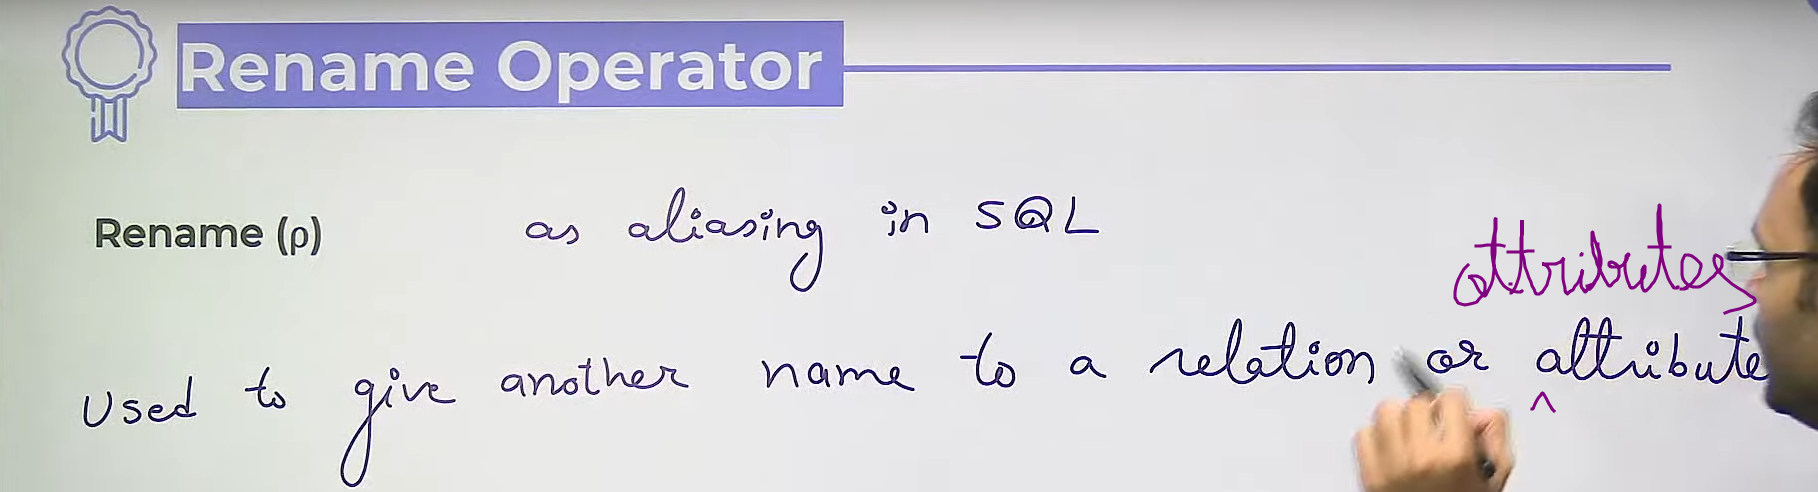 Rename Operator
Rename (ρ) as aliasing in SQL
attributes
Used to give another name to a relation or ^ attribute